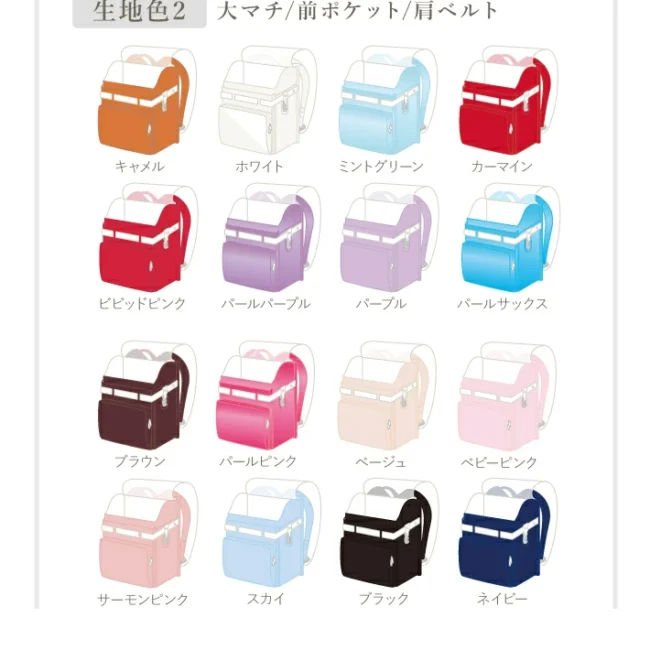 生地色2 大マチ/前ポケット/肩ベルト
キャメル ホワイト ミントグリーン カーマイン
ビビッドピンク パールパープル パープル パールサックス
ブラウン パールピンク ベージュ ベビーピンク
サーモンピンク スカイ ブラック ネイビー